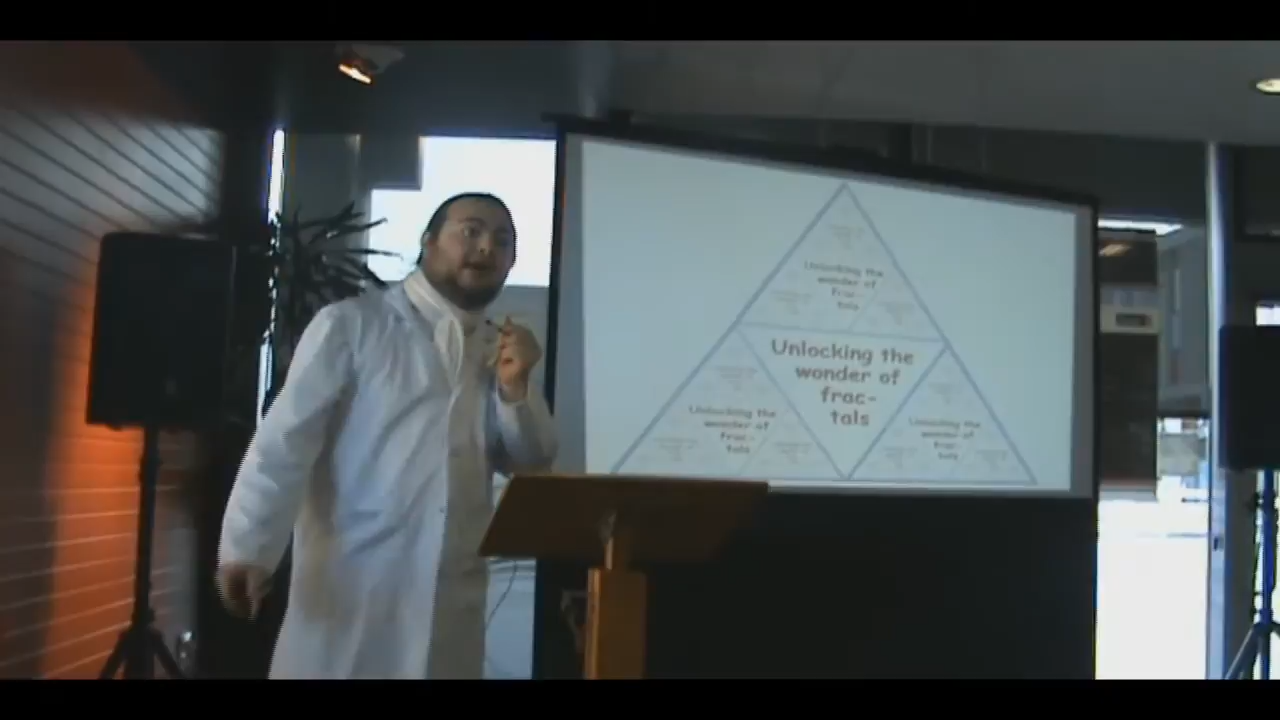 Unlocking the
wonder of
frac-
tals
Unlocking the
wonder of
frac-
tals
Unlocking the
wonder of
frac-
tals
Unlocking the
wonder of
frac-
tals